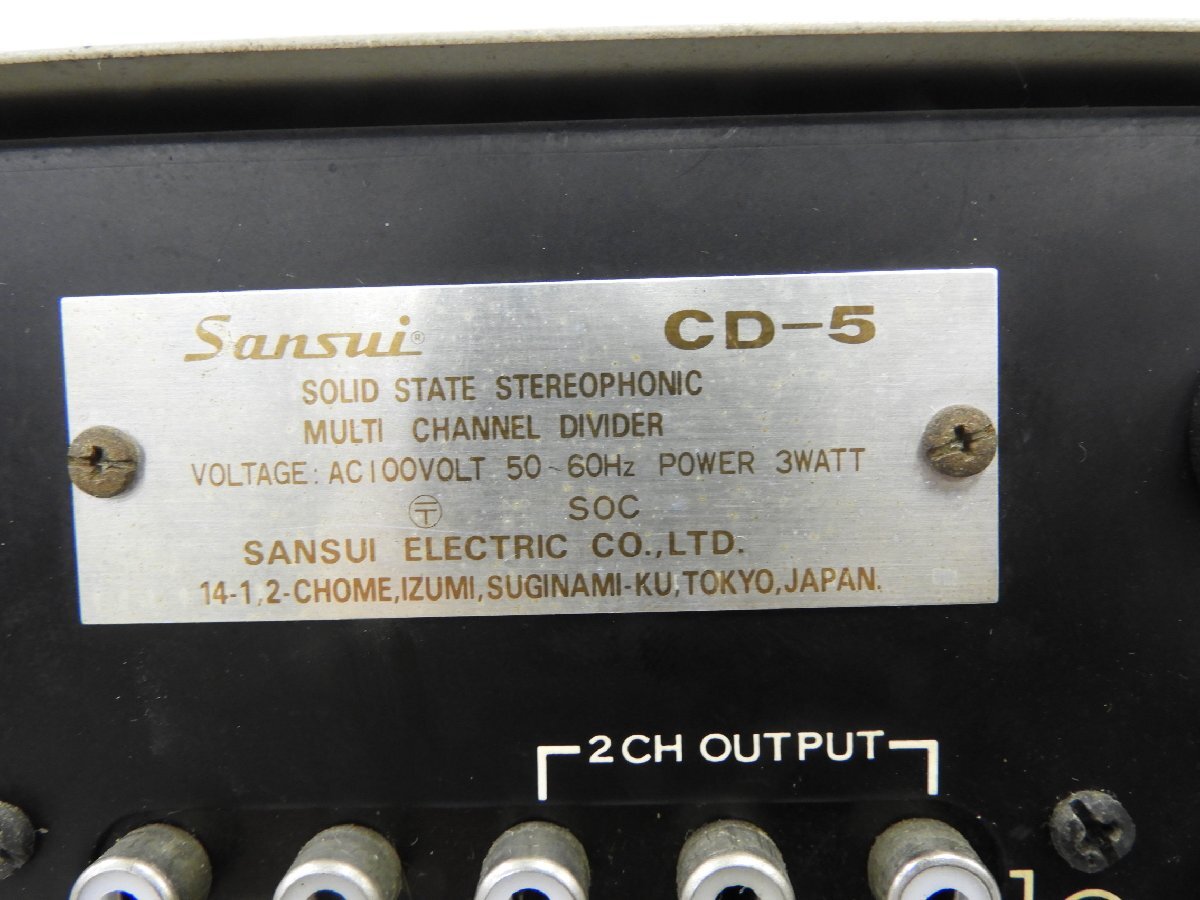 Sansui® CD-5
SOLID STATE STEREOPHONIC
MULTI CHANNEL DIVIDER
VOLTAGE: AC100VOLT 50~60Hz POWER 3WATT
〒 SOC
SANSUI ELECTRIC CO.,LTD.
14-1,2-CHOME,IZUMI,SUGINAMI-KU,TOKYO,JAPAN.
2CH OUTPUT